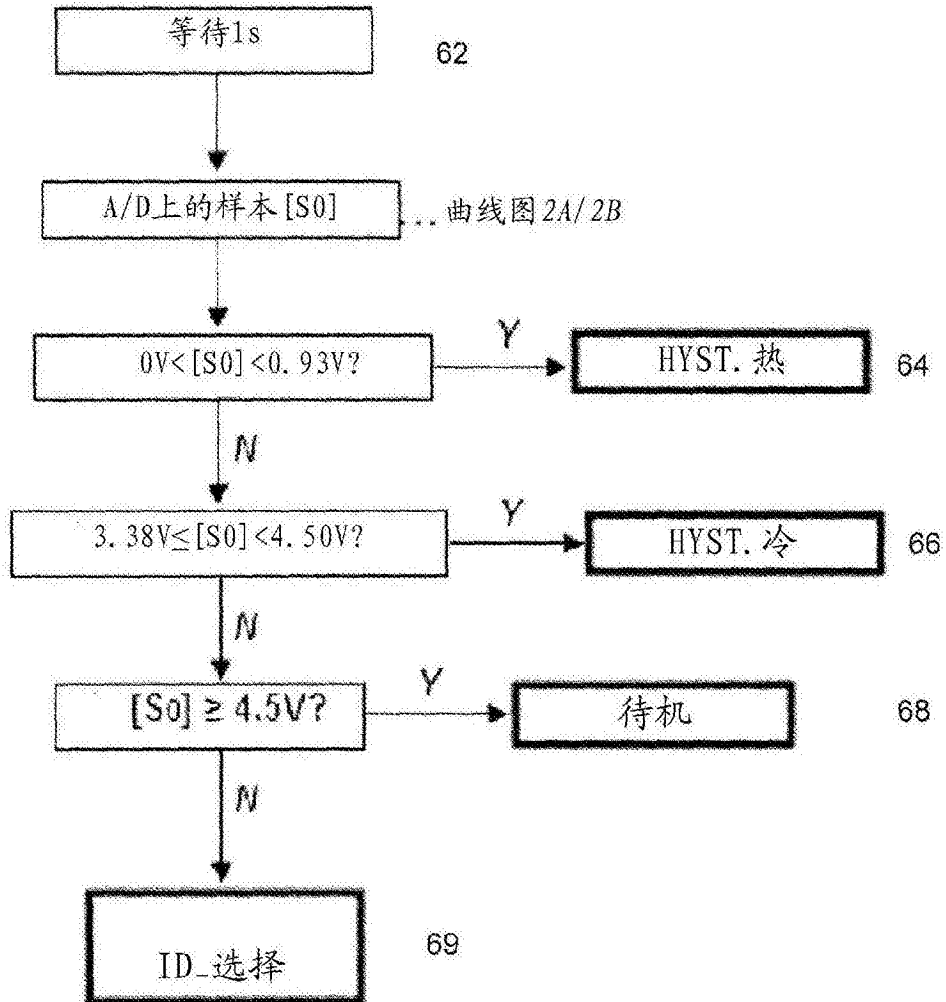 等待1s
62
A/D上的样本[S0]
...曲线图2A/2B
0V<[S0]<0.93V?
Y
HYST.热
64
N
3.38V≤[S0]<4.50V?
Y
HYST.冷
66
N
[S0]≥4.5V?
Y
待机
68
N
ID_选择
69